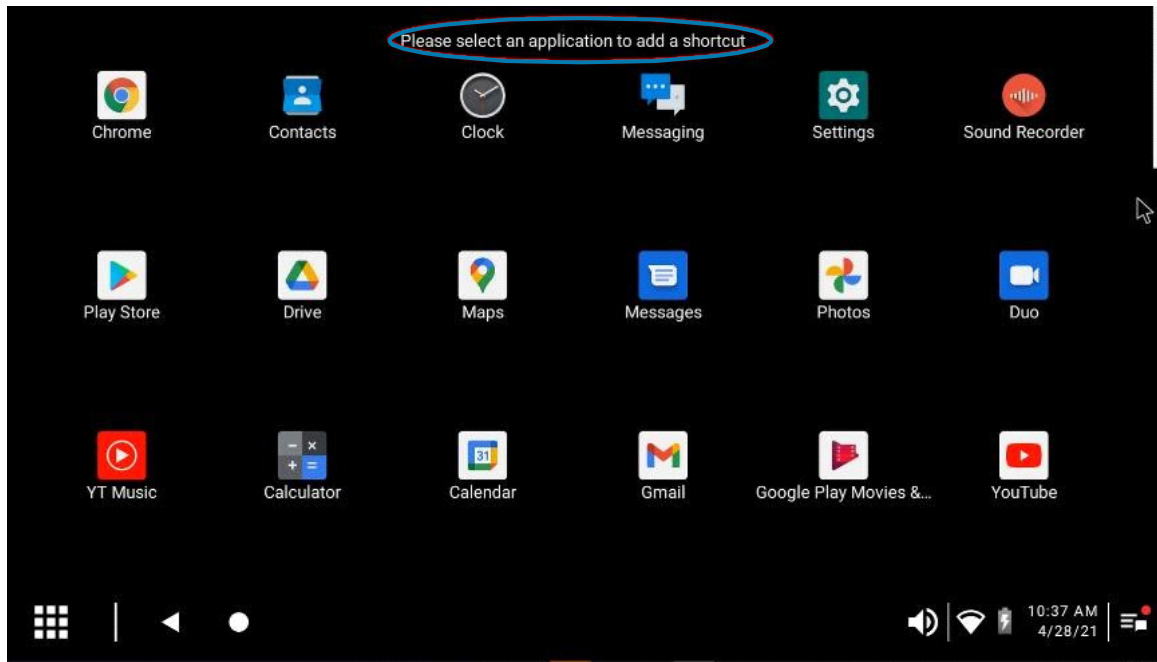 Please select an application to add a shortcut
Chrome Contacts Clock Messaging Settings Sound Recorder
Play Store Drive Maps Messages Photos Duo
31
YT Music Calculator Calendar Gmail Google Play Movies &... YouTube
10:37 AM
4/28/21